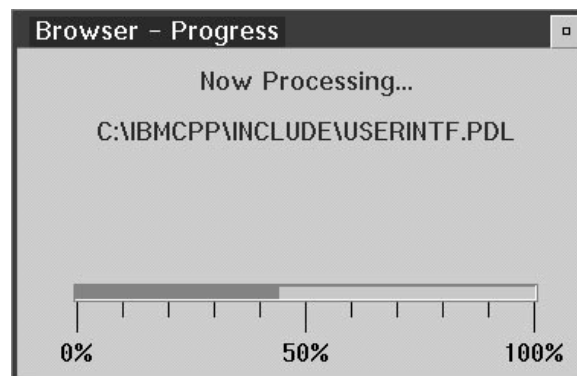 Browser - Progress
Now Processing...
C:\IBMCPP\INCLUDE\USERINTF.PDL
0% 50% 100%